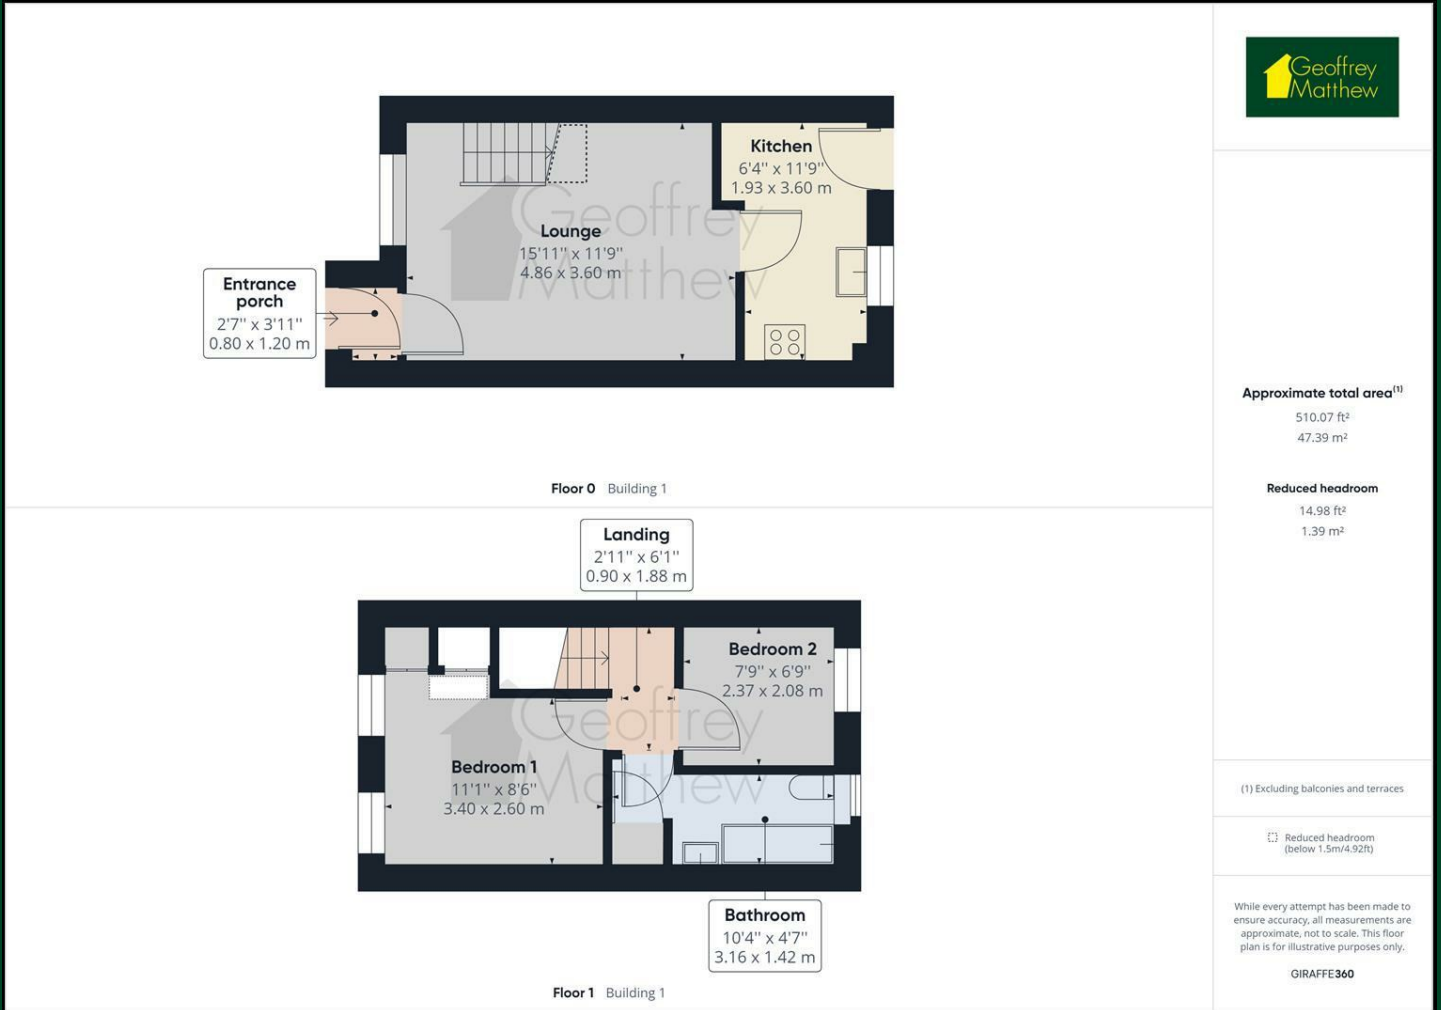 Geoffrey
Matthew
Kitchen
6'4" x 11'9"
1.93 x 3.60 m
Geoffrey
Matthew
Lounge
15'11" x 11'9"
4.86 x 3.60 m
Entrance
porch
2'7" x 3'11"
0.80 x 1.20 m
Floor 0 Building 1
Approximate total area(1)
510.07 ft²
47.39 m²
Reduced headroom
14.98 ft²
1.39 m²
Landing
2'11" x 6'1"
0.90 x 1.88 m
Bedroom 2
7'9" x 6'9"
2.37 x 2.08 m
Geoffrey
Matthew
Bedroom 1
11'1" x 8'6"
3.40 x 2.60 m
Bathroom
10'4" x 4'7"
3.16 x 1.42 m
Floor 1 Building 1
(1) Excluding balconies and terraces
Reduced headroom
(below 1.5m/4.92ft)
While every attempt has been made to
ensure accuracy, all measurements are
approximate, not to scale. This floor
plan is for illustrative purposes only.
GIRAFFE360